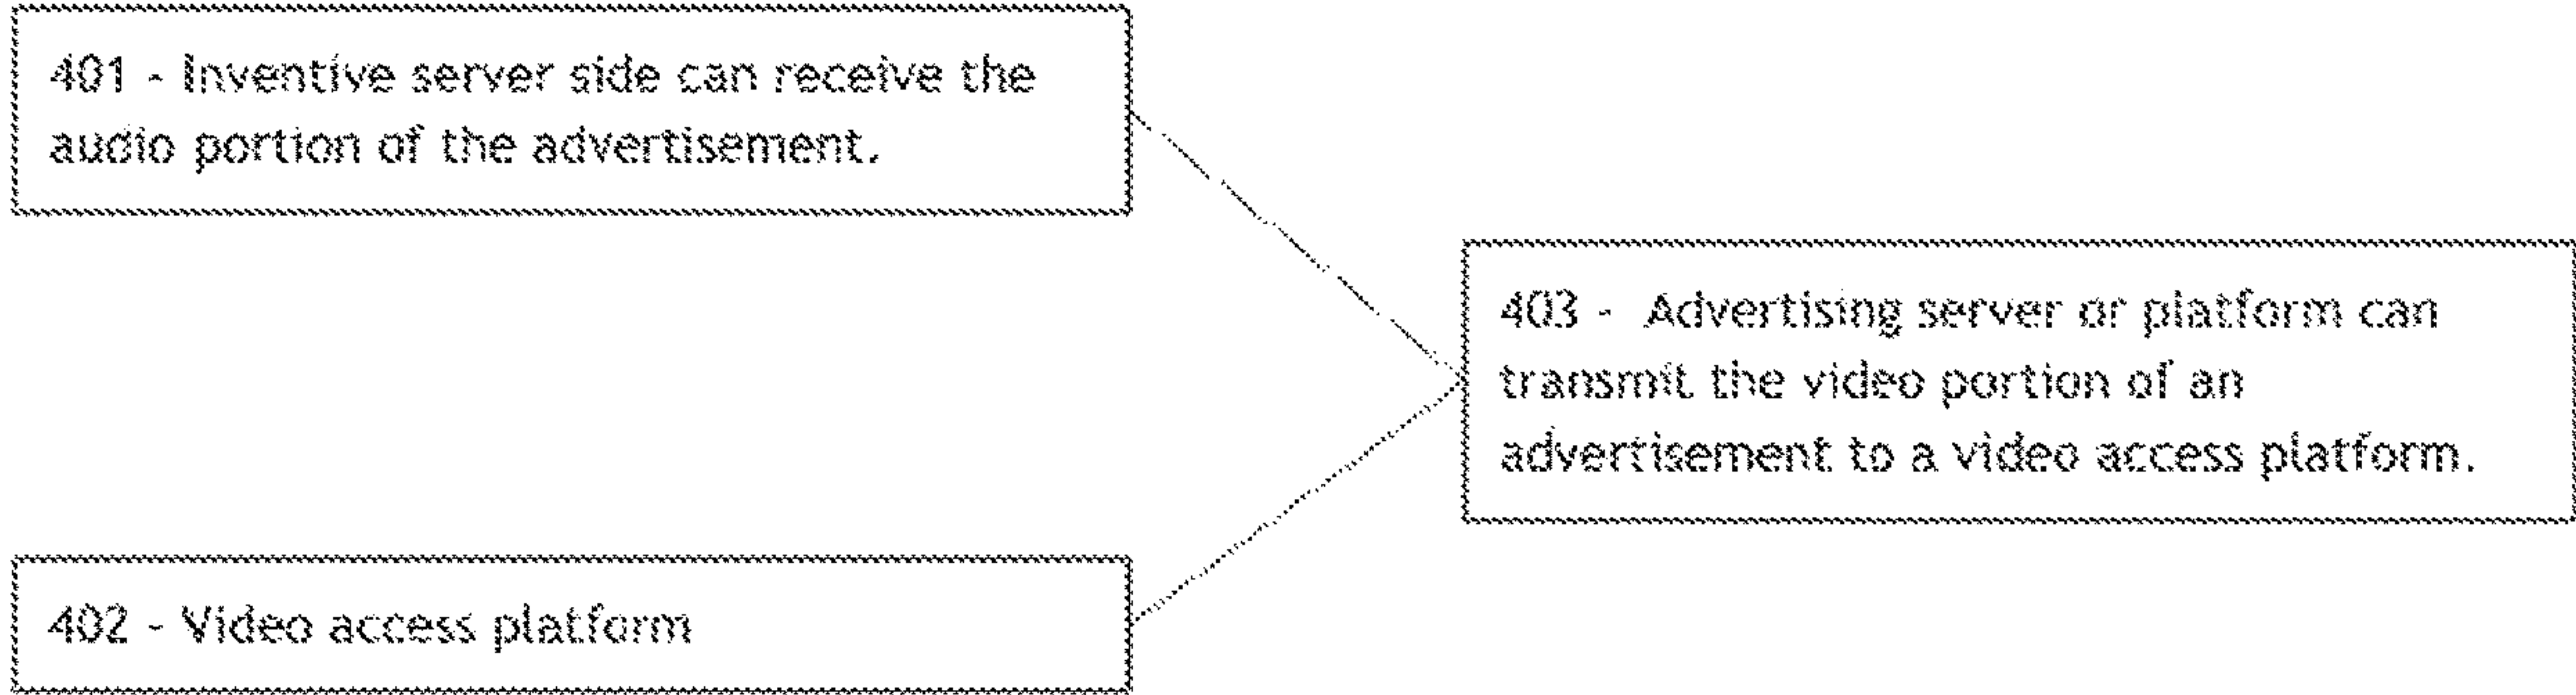 401 - Inventive server side can receive the
audio portion of the advertisement.
403 - Advertising server or platform can
transmit the video portion of an
advertisement to a video access platform.
402 - Video access platform